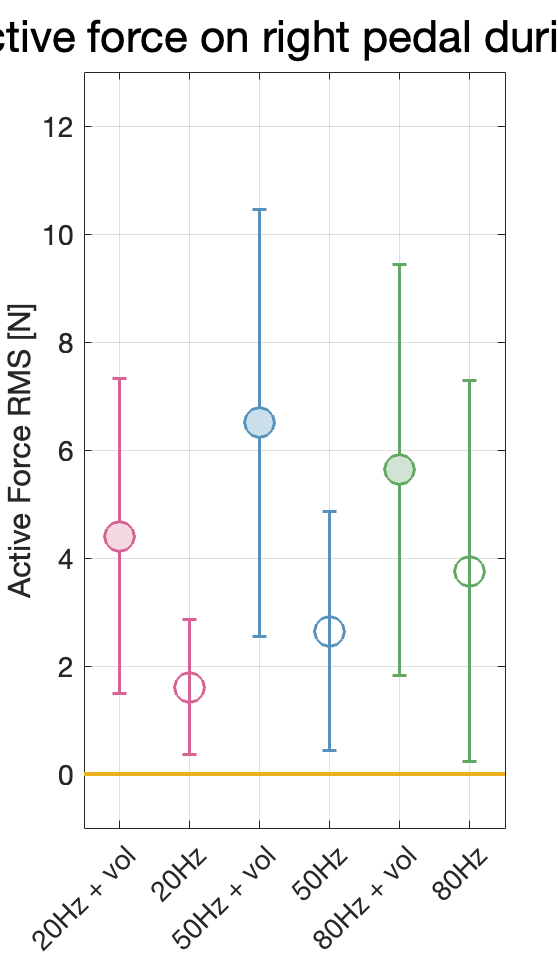 ctive force on right pedal duri
12
10
8
6
4
2
0
Active Force RMS [N]
20Hz + vol
20Hz
50Hz + vol
50Hz
80Hz + vol
80Hz